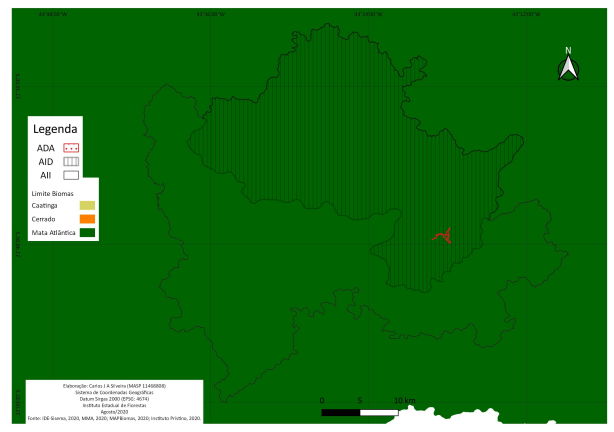 N
Legenda
ADA
AID
AII
Limite Biomas
Caatinga
Cerrado
Mata Atlântica
0 5 10 km
Elaboração: Carlos J A Silveira (MASP 11468808)
Sistema de Coordenadas Geográficas
Datum Sirgas 2000 (EPSG: 4674)
Instituto Estadual de Florestas
Agosto/2020
Fonte: IDE-Sisema, 2020, MMA, 2020; MAPBiomas, 2020; Instituto Prístino, 2020.